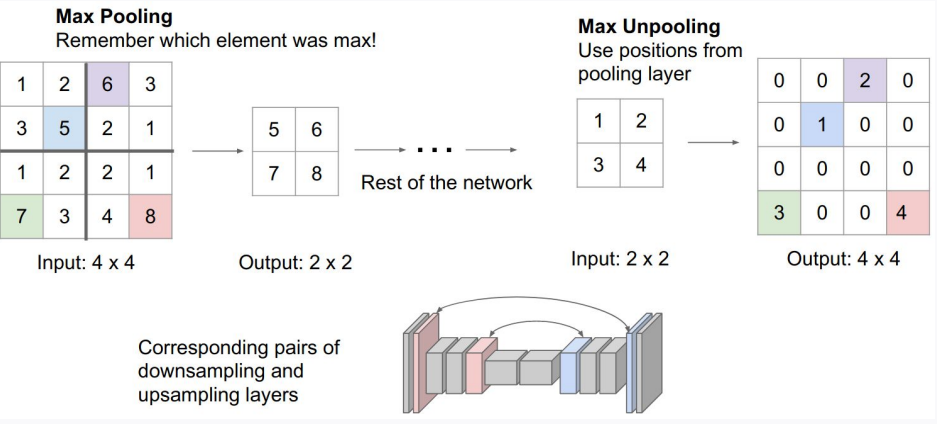 Max Pooling
Remember which element was max!
1 2 6 3
3 5 2 1
1 2 2 1
7 3 4 8
Input: 4 x 4
5 6
7 8
Output: 2 x 2
...
Rest of the network
Max Unpooling
Use positions from
pooling layer
1 2
3 4
Input: 2 x 2
0 0 2 0
0 1 0 0
0 0 0 0
3 0 0 4
Output: 4 x 4
Corresponding pairs of
downsampling and
upsampling layers